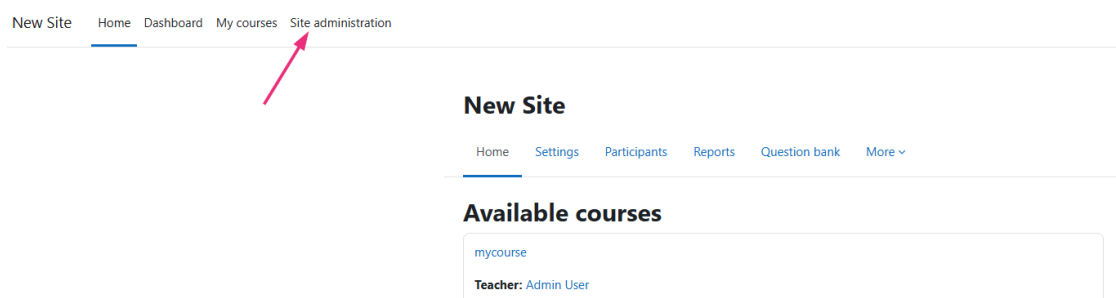 New Site Home Dashboard My courses Site administration
New Site
Home Settings Participants Reports Question bank More
Available courses
mycourse
Teacher: Admin User